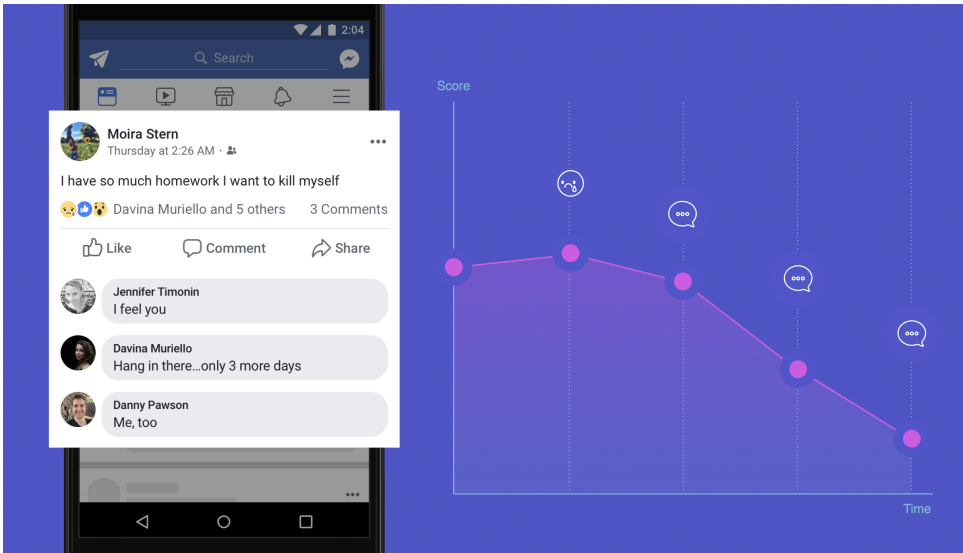 2:04
Search
Moira Stern
Thursday at 2:26 AM ·
I have so much homework I want to kill myself
Davina Muriello and 5 others 3 Comments
Like Comment Share
Jennifer Timonin
I feel you
Davina Muriello
Hang in there...only 3 more days
Danny Pawson
Me, too
Score
Time